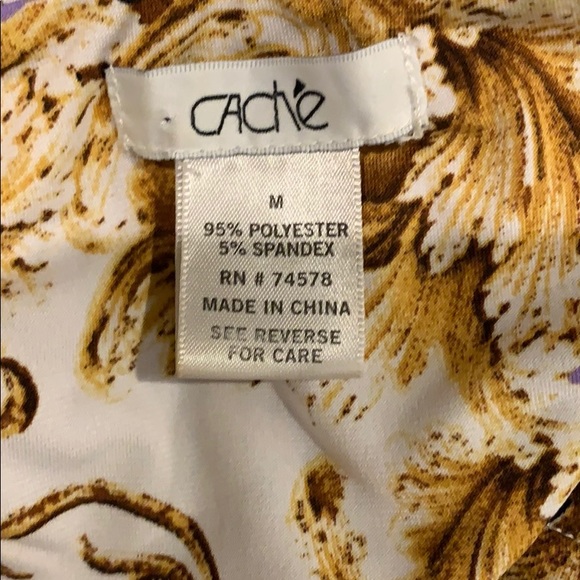 CAChé
M
95% POLYESTER
5% SPANDEX
RN # 74578
MADE IN CHINA
SEE REVERSE
FOR CARE